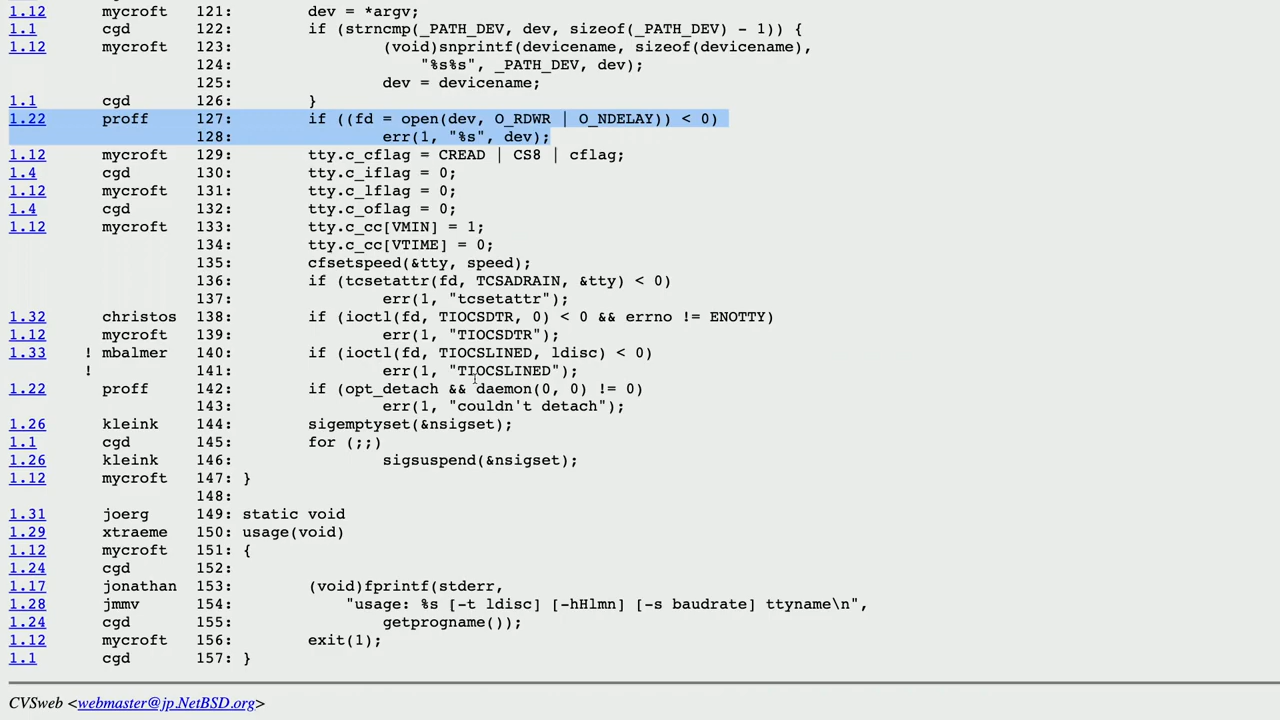 1.12 mycroft 121: dev = *argv;
1.1 cgd 122: if (strncmp(_PATH_DEV, dev, sizeof(_PATH_DEV) - 1)) {
1.12 mycroft 123: (void)snprintf(devicename, sizeof(devicename),
124: "%s%s", _PATH_DEV, dev);
125: dev = devicename;
1.1 cgd 126: }
1.22 proff 127: if ((fd = open(dev, O_RDWR | O_NDELAY)) < 0)
128: err(1, "%s", dev);
1.12 mycroft 129: tty.c_cflag = CREAD | CS8 | cflag;
1.4 cgd 130: tty.c_iflag = 0;
1.12 mycroft 131: tty.c_lflag = 0;
1.4 cgd 132: tty.c_oflag = 0;
1.12 mycroft 133: tty.c_cc[VMIN] = 1;
134: tty.c_cc[VTIME] = 0;
135: cfsetspeed(&tty, speed);
136: if (tcsetattr(fd, TCSADRAIN, &tty) < 0)
137: err(1, "tcsetattr");
1.32 christos 138: if (ioctl(fd, TIOCSDTR, 0) < 0 && errno != ENOTTY)
1.12 mycroft 139: err(1, "TIOCSDTR");
1.33 ! mbalmer 140: if (ioctl(fd, TIOCSLINED, ldisc) < 0)
! 141: err(1, "TIOCSLINED");
1.22 proff 142: if (opt_detach && daemon(0, 0) != 0)
143: err(1, "couldn't detach");
1.26 kleink 144: sigemptyset(&nsigset);
1.1 cgd 145: for (;;)
1.26 kleink 146: sigsuspend(&nsigset);
1.12 mycroft 147: }
148:
1.31 joerg 149: static void
1.29 xtraeme 150: usage(void)
1.12 mycroft 151: {
1.24 cgd 152:
1.17 jonathan 153: (void)fprintf(stderr,
1.28 jmmv 154: "usage: %s [-t ldisc] [-hHlmn] [-s baudrate] ttyname\n",
1.24 cgd 155: getprogname());
1.12 mycroft 156: exit(1);
1.1 cgd 157: }
CVSweb <webmaster@jp.NetBSD.org>